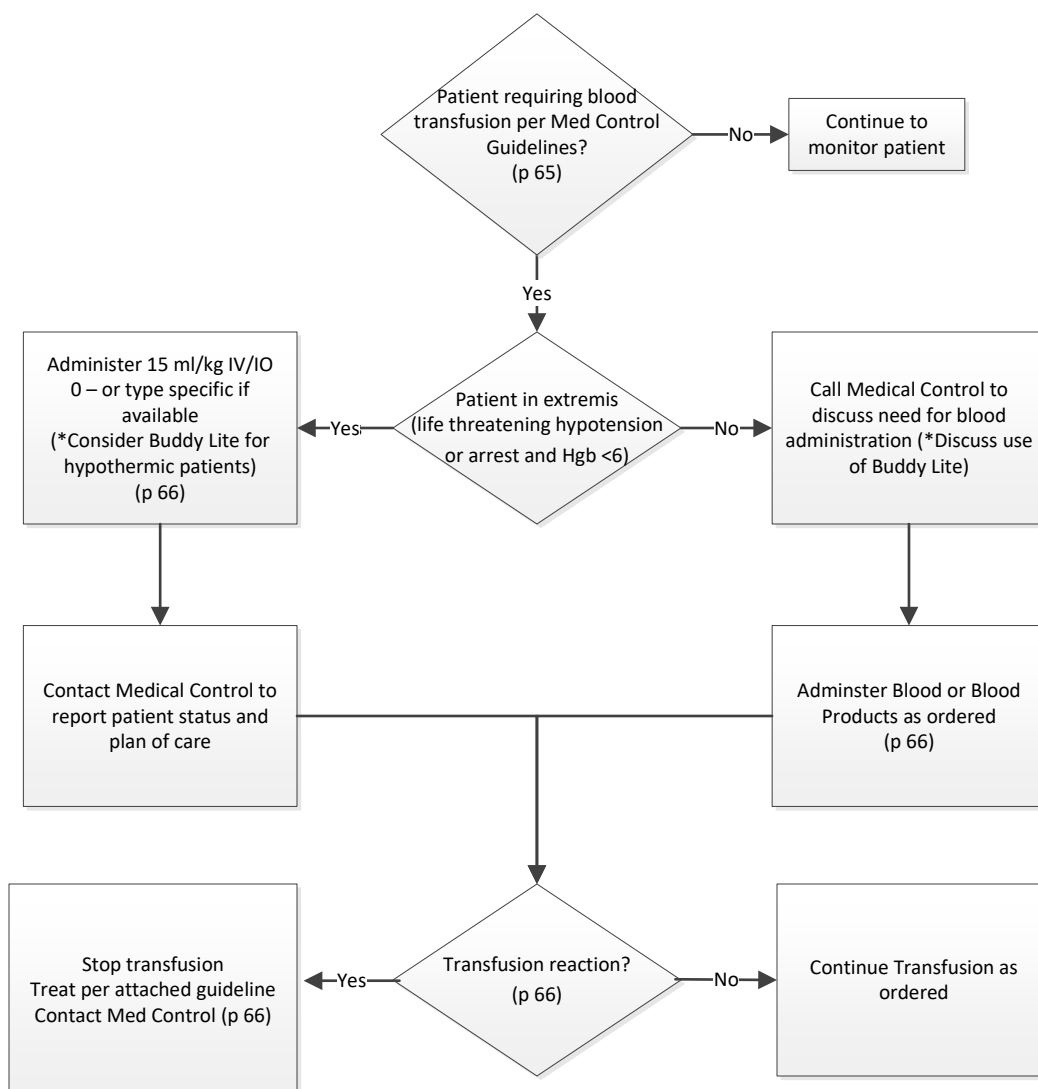 Patient requiring blood
transfusion per Med Control
Guidelines?
(p 65)
No
Continue to
monitor patient
Yes
Administer 15 ml/kg IV/IO
0 – or type specific if
available
(*Consider Buddy Lite for
hypothermic patients)
(p 66)
Yes
Patient in extremis
(life threatening hypotension
or arrest and Hgb <6)
No
Call Medical Control to
discuss need for blood
administration (*Discuss use
of Buddy Lite)
Contact Medical Control to
report patient status and
plan of care
Adminster Blood or Blood
Products as ordered
(p 66)
Stop transfusion
Treat per attached guideline
Contact Med Control (p 66)
Yes
Transfusion reaction?
(p 66)
No
Continue Transfusion as
ordered